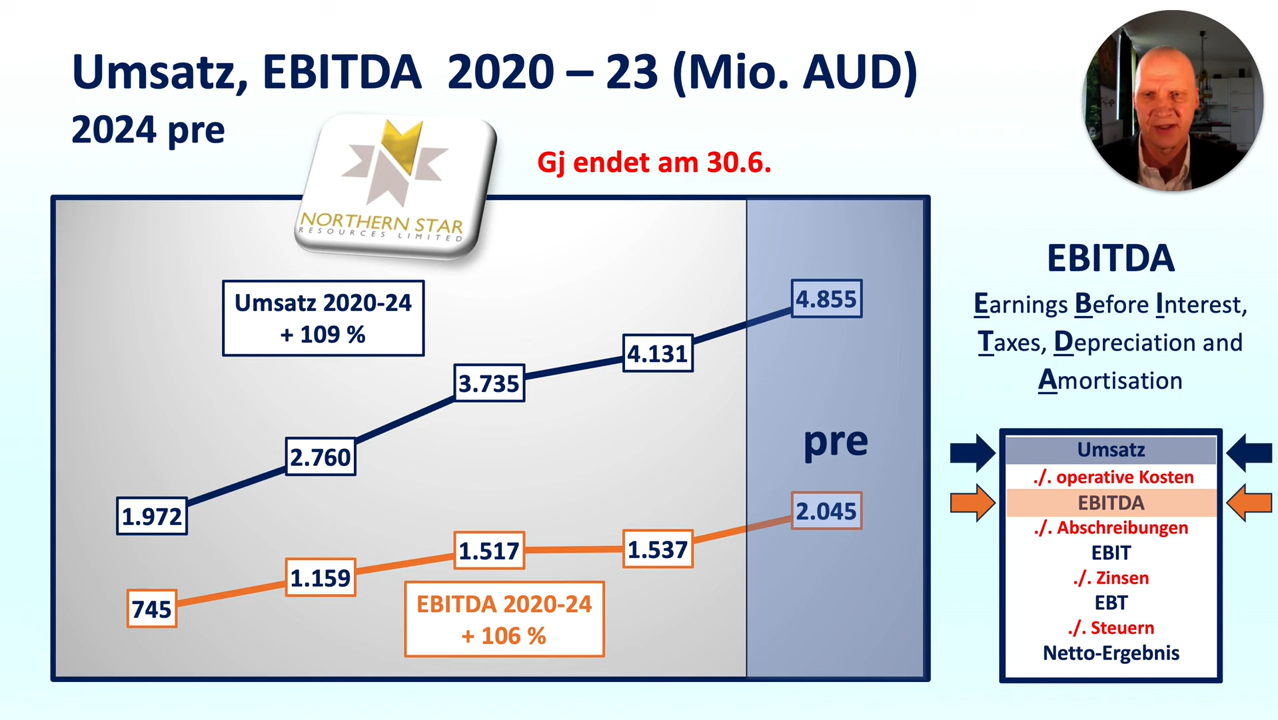 Umsatz, EBITDA 2020 – 23 (Mio. AUD)
2024 pre
Gj endet am 30.6.
NORTHERN STAR
RESOURCES LIMITED
Umsatz 2020-24
+ 109 %
1.972
2.760
3.735
4.131
4.855
pre
745
1.159
1.517
1.537
2.045
EBITDA 2020-24
+ 106 %
EBITDA
Earnings Before Interest,
Taxes, Depreciation and
Amortisation
Umsatz
./. operative Kosten
EBITDA
./. Abschreibungen
EBIT
./. Zinsen
EBT
./. Steuern
Netto-Ergebnis